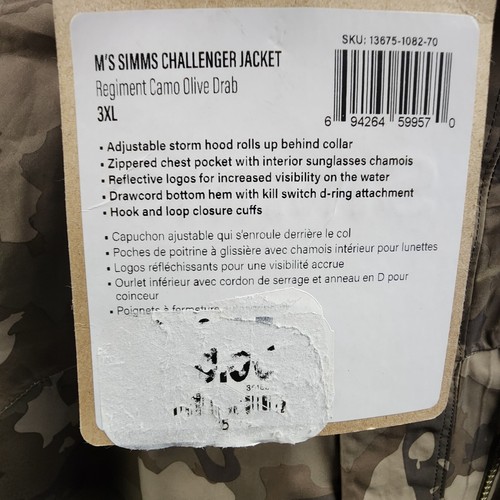 SKU: 13675-1082-70
M'S SIMMS CHALLENGER JACKET
Regiment Camo Olive Drab
3XL
6 94264 59957 0
• Adjustable storm hood rolls up behind collar
• Zippered chest pocket with interior sunglasses chamois
• Reflective logos for increased visibility on the water
• Drawcord bottom hem with kill switch d-ring attachment
• Hook and loop closure cuffs
• Capuchon ajustable qui s'enroule derrière le col
• Poches de poitrine à glissière avec chamois intérieur pour lunettes
• Logos réfléchissants pour une visibilité accrue
• Ourlet inférieur avec cordon de serrage et anneau en D pour
coinceur
• Poignets à fermeture